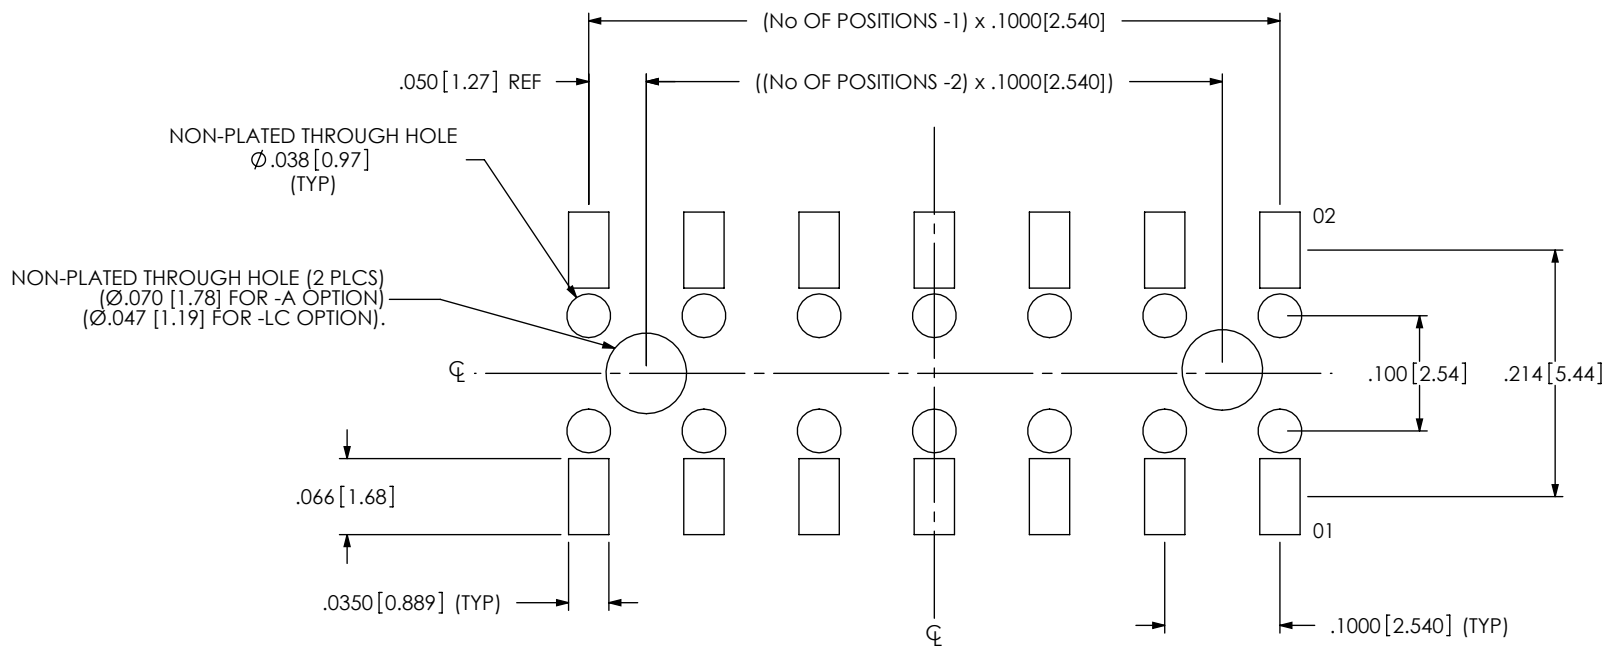 (No OF POSITIONS -1) x .1000[2.540]
.050[1.27] REF
((No OF POSITIONS -2) x .1000[2.540])
NON-PLATED THROUGH HOLE
Ø.038[0.97]
(TYP)
02
NON-PLATED THROUGH HOLE (2 PLCS)
(Ø.070 [1.78] FOR -A OPTION)
(Ø.047 [1.19] FOR -LC OPTION).
℄
.100[2.54]
.214[5.44]
.066[1.68]
01
.0350[0.889] (TYP)
.1000[2.540] (TYP)
℄